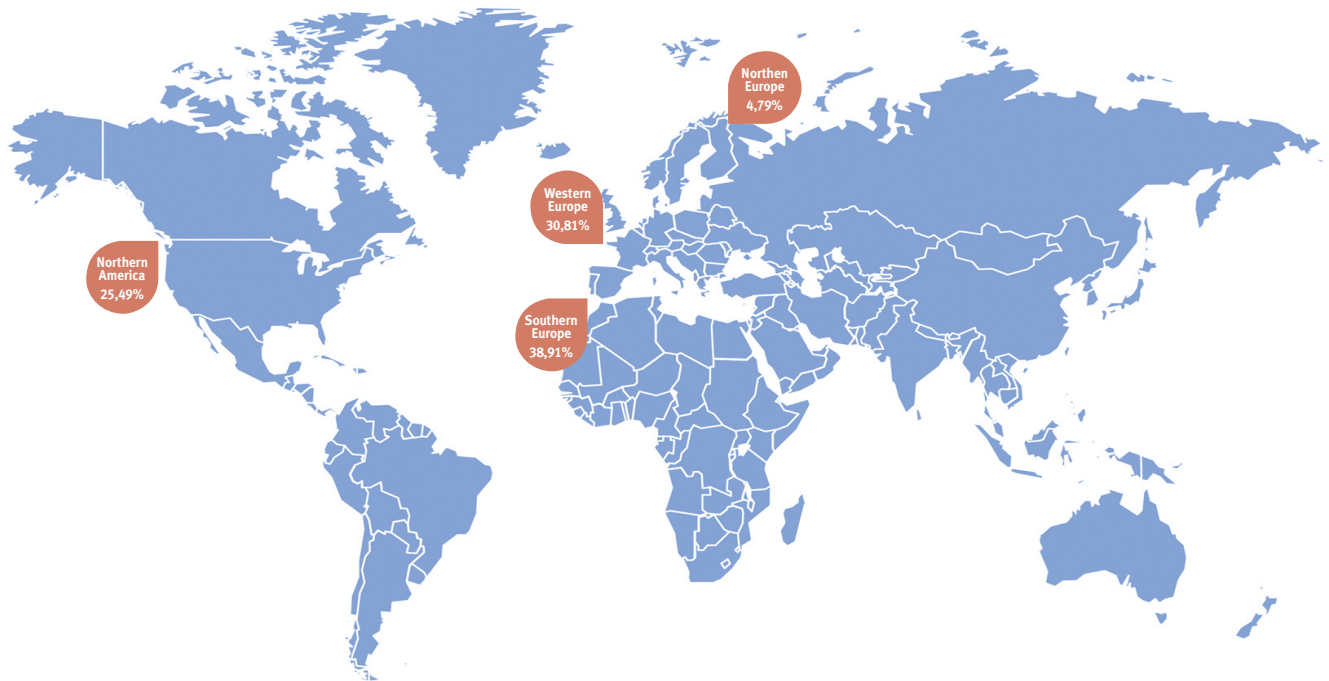 Northen
Europe
4,79%
Western
Europe
30,81%
Northern
America
25,49%
Southern
Europe
38,91%